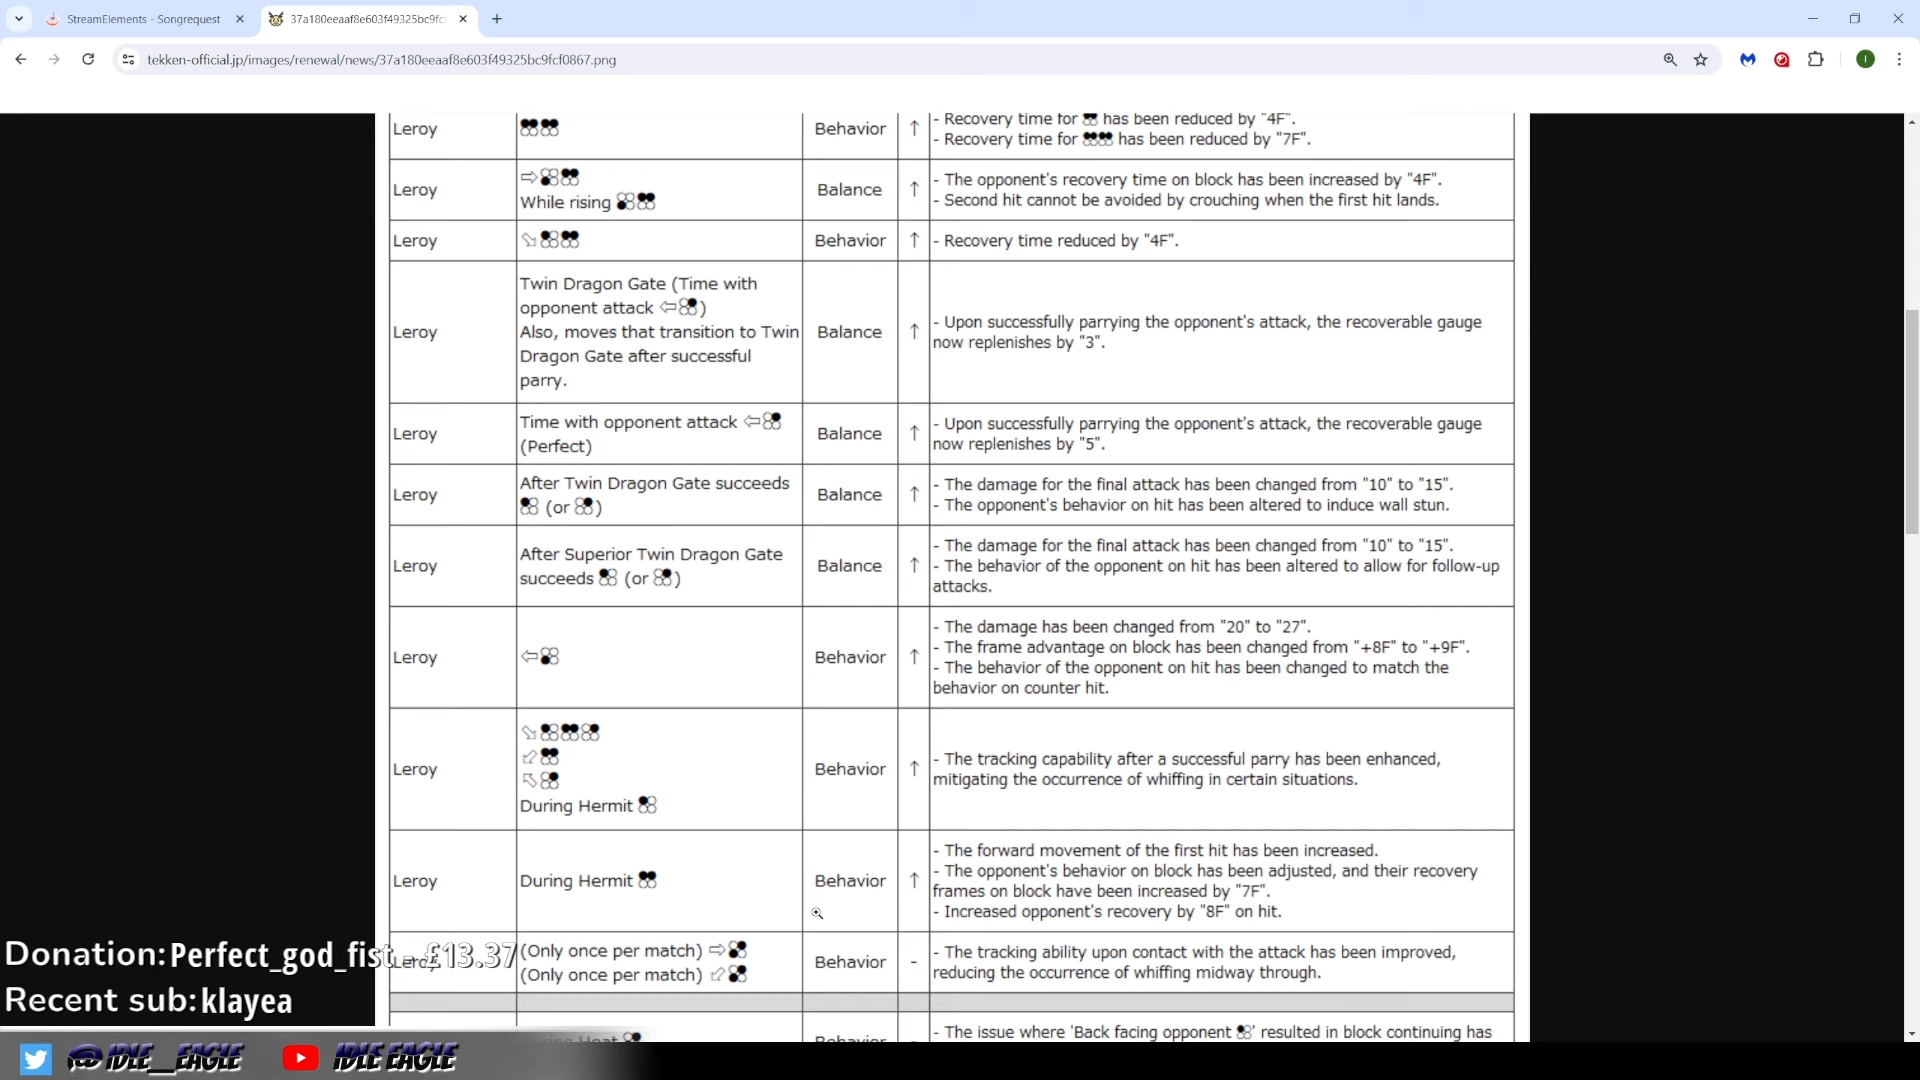 StreamElements - Songrequest
37a180eeaaf8e603f49325bc9fc
tekken-official.jp/images/renewal/news/37a180eeaaf8e603f49325bc9fcf0867.png
I
Leroy
Behavior ↑
- Recovery time for has been reduced by "4F".
- Recovery time for has been reduced by "7F".
Leroy
⇨
While rising
Balance ↑
- The opponent's recovery time on block has been increased by "4F".
- Second hit cannot be avoided by crouching when the first hit lands.
Leroy
Behavior ↑
- Recovery time reduced by "4F".
Leroy
Twin Dragon Gate (Time with
opponent attack ⇦ )
Also, moves that transition to Twin
Dragon Gate after successful
parry.
Balance ↑
- Upon successfully parrying the opponent's attack, the recoverable gauge
now replenishes by "3".
Leroy
Time with opponent attack ⇦
(Perfect)
Balance ↑
- Upon successfully parrying the opponent's attack, the recoverable gauge
now replenishes by "5".
Leroy
After Twin Dragon Gate succeeds
(or )
Balance ↑
- The damage for the final attack has been changed from "10" to "15".
- The opponent's behavior on hit has been altered to induce wall stun.
Leroy
After Superior Twin Dragon Gate
succeeds (or )
Balance ↑
- The damage for the final attack has been changed from "10" to "15".
- The behavior of the opponent on hit has been altered to allow for follow-up
attacks.
Leroy
⇦
Behavior ↑
- The damage has been changed from "20" to "27".
- The frame advantage on block has been changed from "+8F" to "+9F".
- The behavior of the opponent on hit has been changed to match the
behavior on counter hit.
Leroy
During Hermit
Behavior ↑
- The tracking capability after a successful parry has been enhanced,
mitigating the occurrence of whiffing in certain situations.
Leroy
During Hermit
Behavior ↑
- The forward movement of the first hit has been increased.
- The opponent's behavior on block has been adjusted, and their recovery
frames on block have been increased by "7F".
- Increased opponent's recovery by "8F" on hit.
Leroy
(Only once per match) ⇨
(Only once per match)
Behavior -
- The tracking ability upon contact with the attack has been improved,
reducing the occurrence of whiffing midway through.
Behavior
- The issue where 'Back facing opponent ' resulted in block continuing has
Donation: Perfect_god_fist - £13.37
Recent sub: klayea
IDLE__EAGLE
IDLE EAGLE